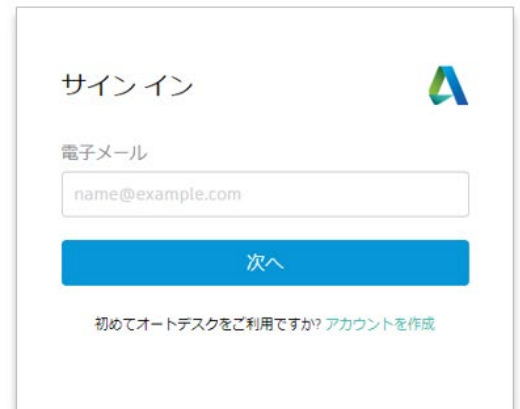 サイン イン
電子メール
name@example.com
次へ
初めてオートデスクをご利用ですか? アカウントを作成